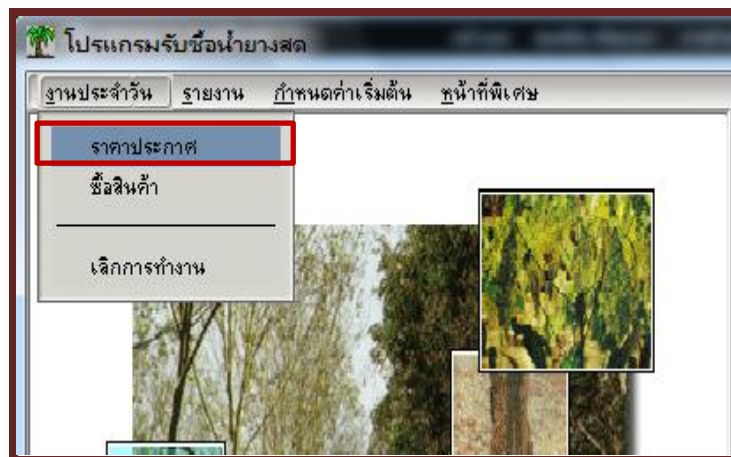 โปรแกรมรับซื้อน้ำยางสด
งานประจำวัน รายงาน กำหนดค่าเริ่มต้น หน้าที่พิเศษ
ราคาประกาศ
ซื้อสินค้า
เลิกการทำงาน